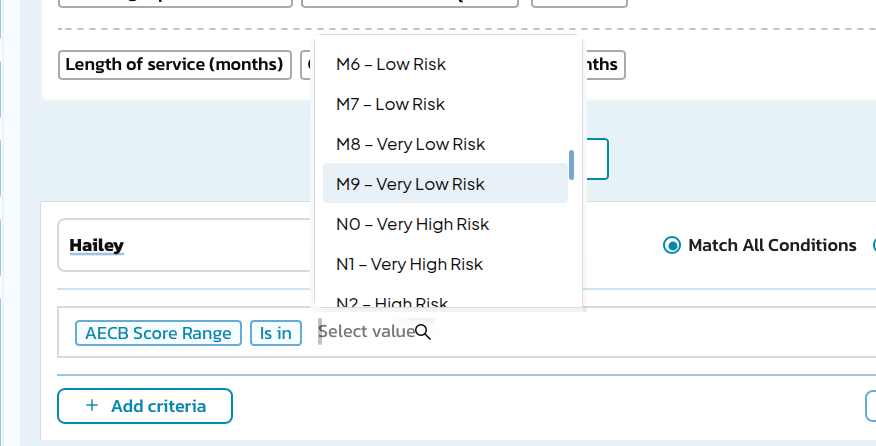 Length of service (months)
M6 – Low Risk
M7 – Low Risk
M8 – Very Low Risk
M9 – Very Low Risk
N0 – Very High Risk
N1 – Very High Risk
N2 – High Risk
Hailey
Match All Conditions
AECB Score Range Is in Select value
+ Add criteria